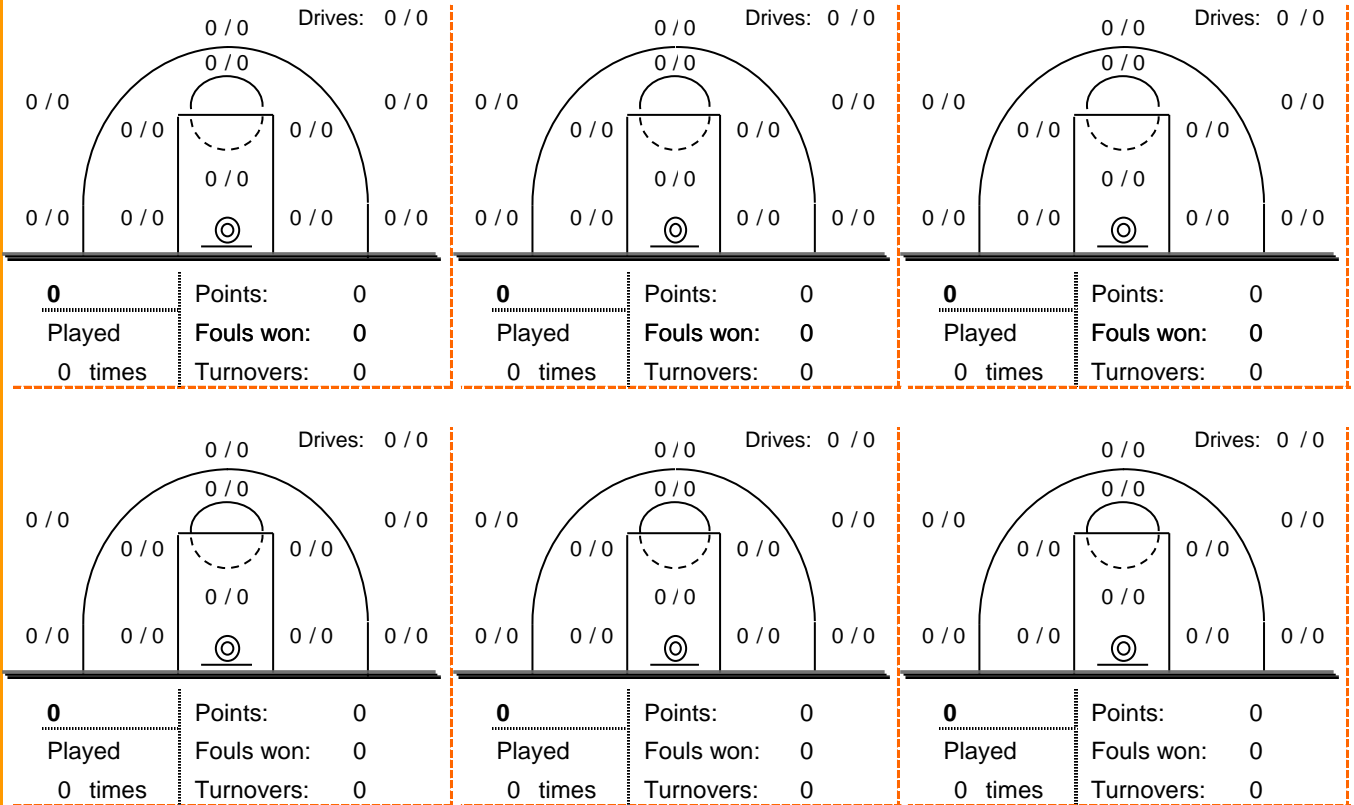 Drives: 0 / 0 Drives: 0 / 0 Drives: 0 / 0
0 / 0 0 / 0 0 / 0
0 / 0 0 / 0 0 / 0
0 / 0 0 / 0 0 / 0 0 / 0 0 / 0 0 / 0
0 / 0 0 / 0 0 / 0 0 / 0 0 / 0 0 / 0
0 / 0 0 / 0 0 / 0
0 / 0 0 / 0 0 / 0 0 / 0 0 / 0 0 / 0 0 / 0 0 / 0 0 / 0 0 / 0 0 / 0 0 / 0
0 Points: 0 0 Points: 0 0 Points: 0
Played Fouls won: 0 Played Fouls won: 0 Played Fouls won: 0
0 times Turnovers: 0 0 times Turnovers: 0 0 times Turnovers: 0
Drives: 0 / 0 Drives: 0 / 0 Drives: 0 / 0
0 / 0 0 / 0 0 / 0
0 / 0 0 / 0 0 / 0
0 / 0 0 / 0 0 / 0 0 / 0 0 / 0 0 / 0
0 / 0 0 / 0 0 / 0 0 / 0 0 / 0 0 / 0
0 / 0 0 / 0 0 / 0
0 / 0 0 / 0 0 / 0 0 / 0 0 / 0 0 / 0 0 / 0 0 / 0 0 / 0 0 / 0 0 / 0 0 / 0
0 Points: 0 0 Points: 0 0 Points: 0
Played Fouls won: 0 Played Fouls won: 0 Played Fouls won: 0
0 times Turnovers: 0 0 times Turnovers: 0 0 times Turnovers: 0